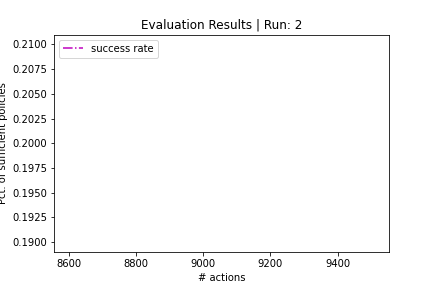 Evaluation Results | Run: 2
success rate
0.2100
0.2075
0.2050
0.2025
0.2000
0.1975
0.1950
0.1925
0.1900
Pct. of sufficient policies
8600 8800 9000 9200 9400
# actions